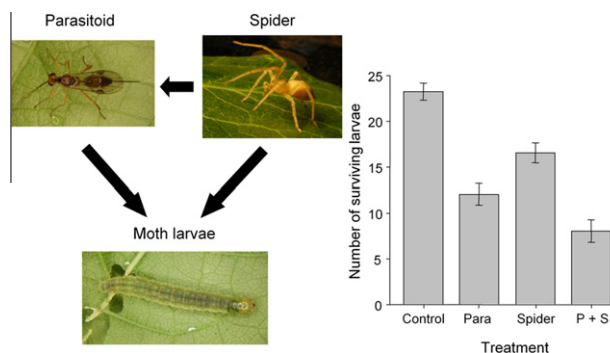 Parasitoid
Spider
Moth larvae
Number of surviving larvae
25
20
15
10
5
0
Control
Para
Spider
P + S
Treatment